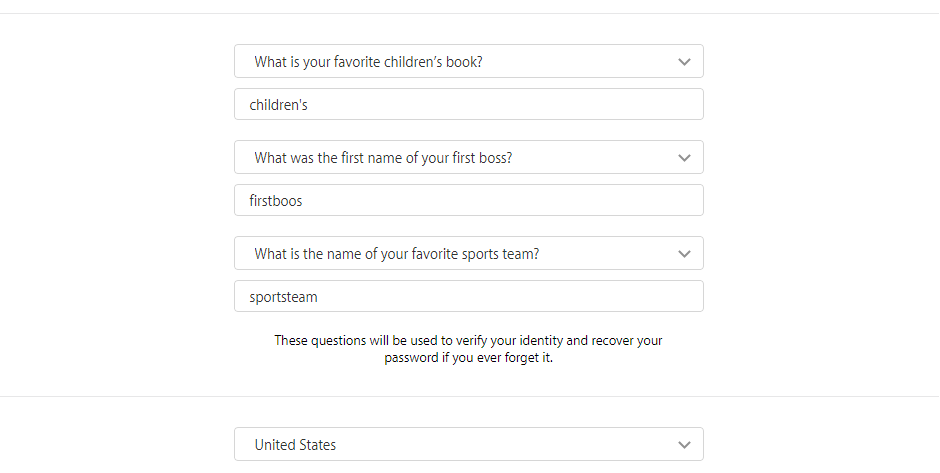 What is your favorite children’s book?
children's
What was the first name of your first boss?
firstboos
What is the name of your favorite sports team?
sportsteam
These questions will be used to verify your identity and recover your
password if you ever forget it.
United States